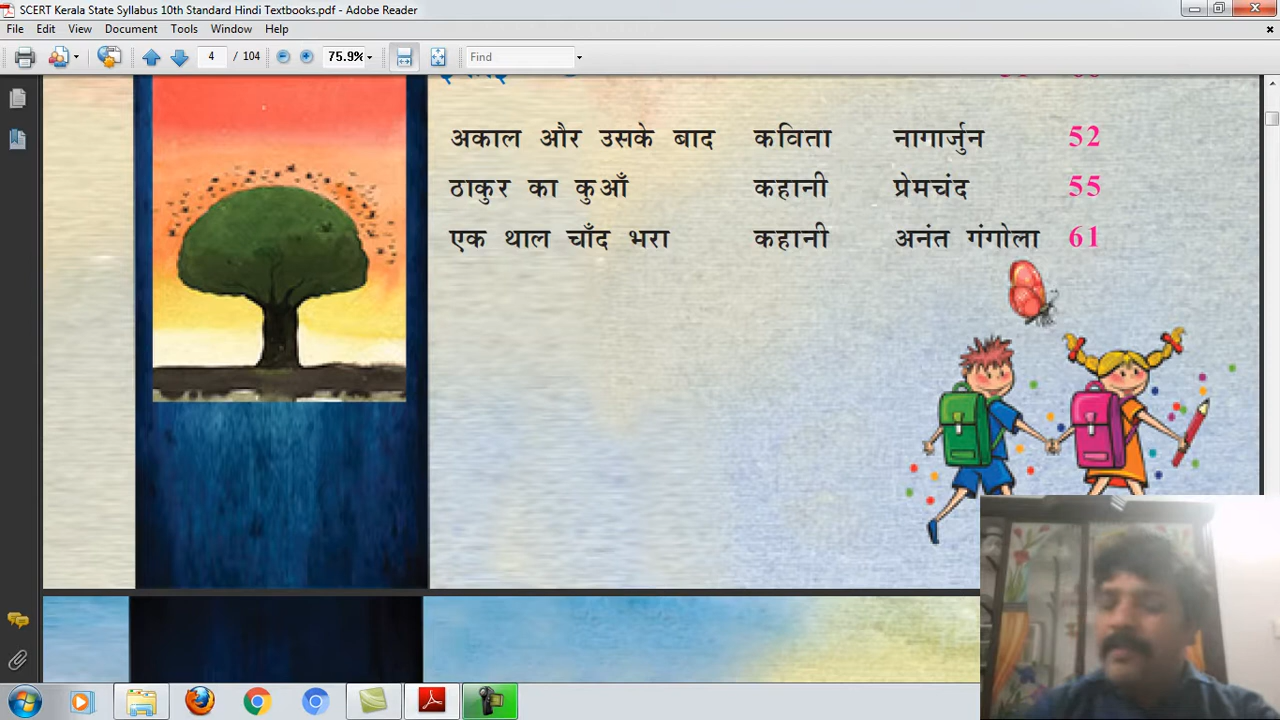 SCERT Kerala State Syllabus 10th Standard Hindi Textbooks.pdf - Adobe Reader
File Edit View Document Tools Window Help
4 / 104 75.9% Find
अकाल और उसके बाद कविता नागार्जुन 52
ठाकुर का कुआँ कहानी प्रेमचंद 55
एक थाल चाँद भरा कहानी अनंत गंगोला 61